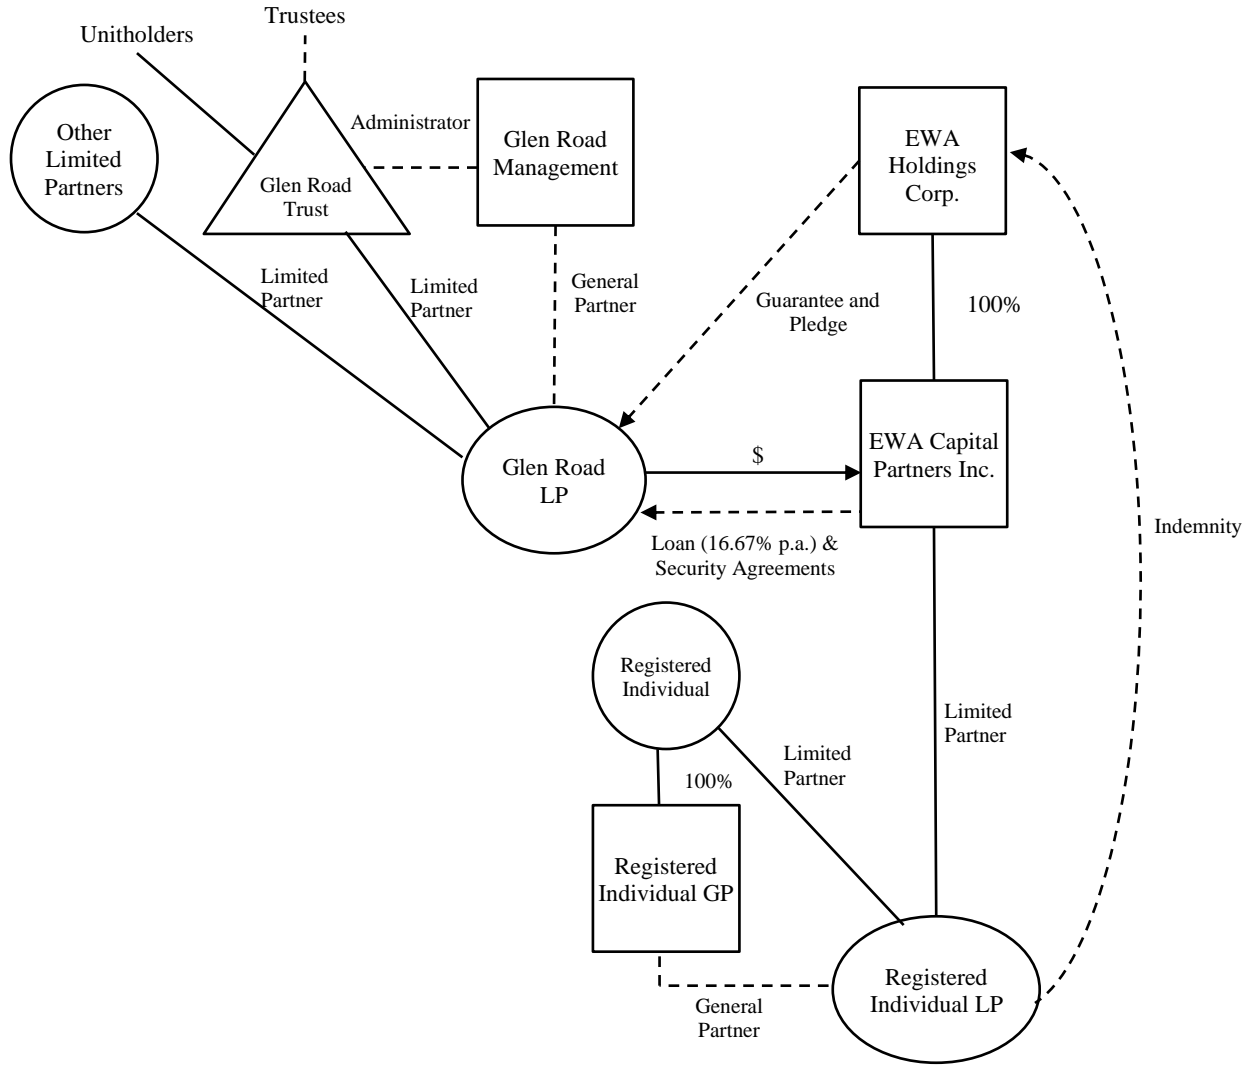 Trustees
Unitholders
Other
Limited
Partners
Administrator
Glen Road
Trust
Glen Road
Management
EWA
Holdings
Corp.
Limited
Partner
Limited
Partner
General
Partner
Guarantee and
Pledge
100%
EWA Capital
Partners Inc.
Glen Road
LP
$
Loan (16.67% p.a.) &
Security Agreements
Indemnity
Registered
Individual
Limited
Partner
Limited
Partner
100%
Registered
Individual GP
General
Partner
Registered
Individual LP